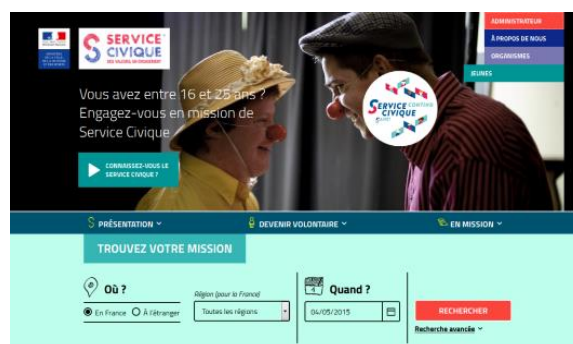 ADMINISTRATEUR
À PROPOS DE NOUS
ORGANISMES
JEUNES
SERVICE
CIVIQUE
SERVICE
CIVIQUE
Vous avez entre 16 et 25 ans ?
Engagez-vous en mission de
Service Civique
CONNAISSEZ-VOUS LE
SERVICE CIVIQUE ?
PRÉSENTATION
DEVENIR VOLONTAIRE
EN MISSION
TROUVEZ VOTRE MISSION
Où ?
En France À l'étranger
Région (pour la France)
Toutes les régions
Quand ?
04/05/2015
RECHERCHER
Recherche avancée